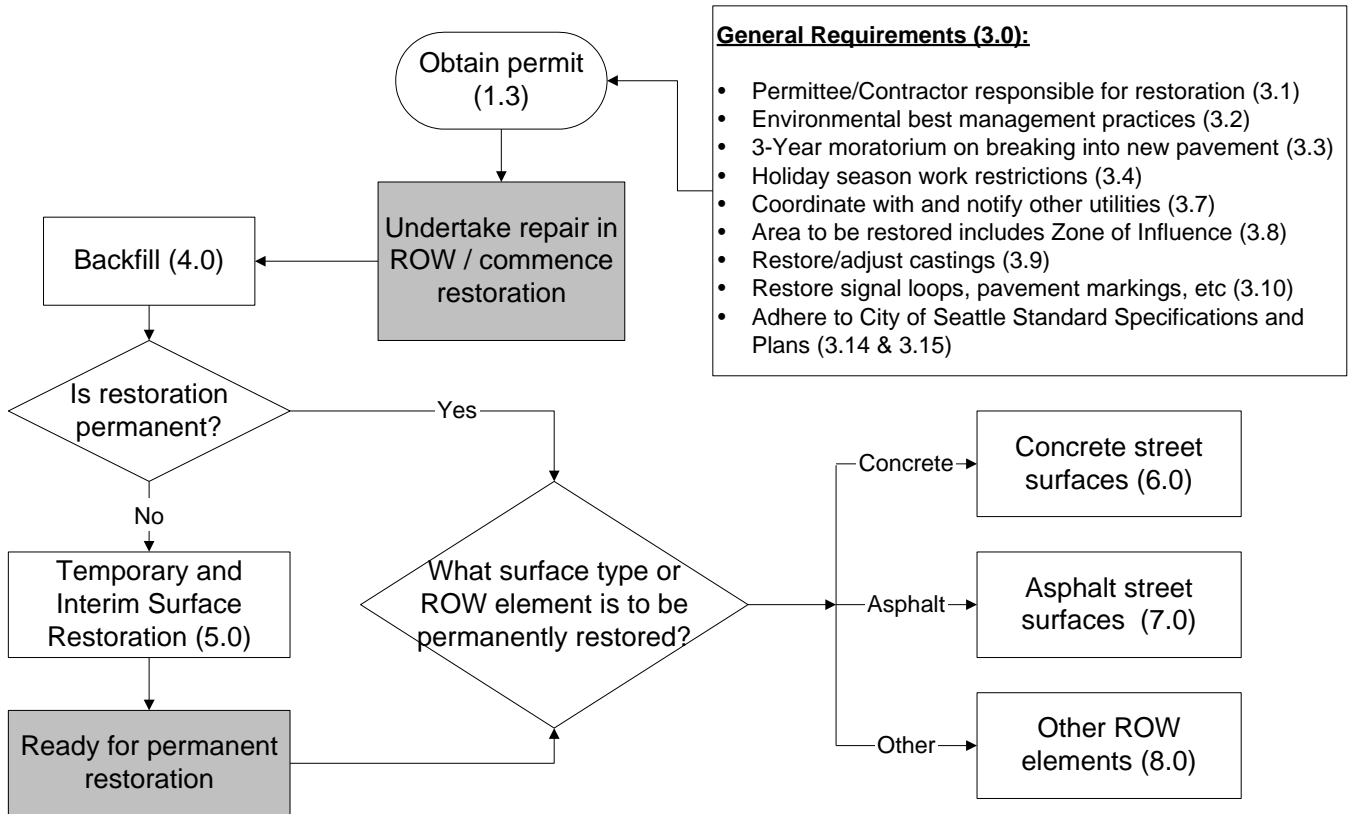 General Requirements (3.0):
• Permittee/Contractor responsible for restoration (3.1)
• Environmental best management practices (3.2)
• 3-Year moratorium on breaking into new pavement (3.3)
• Holiday season work restrictions (3.4)
• Coordinate with and notify other utilities (3.7)
• Area to be restored includes Zone of Influence (3.8)
• Restore/adjust castings (3.9)
• Restore signal loops, pavement markings, etc (3.10)
• Adhere to City of Seattle Standard Specifications and
Plans (3.14 & 3.15)
Obtain permit
(1.3)
Undertake repair in
ROW / commence
restoration
Backfill (4.0)
Is restoration
permanent?
Yes
No
Temporary and
Interim Surface
Restoration (5.0)
Ready for permanent
restoration
What surface type or
ROW element is to be
permanently restored?
Concrete
Concrete street
surfaces (6.0)
Asphalt
Asphalt street
surfaces (7.0)
Other
Other ROW
elements (8.0)